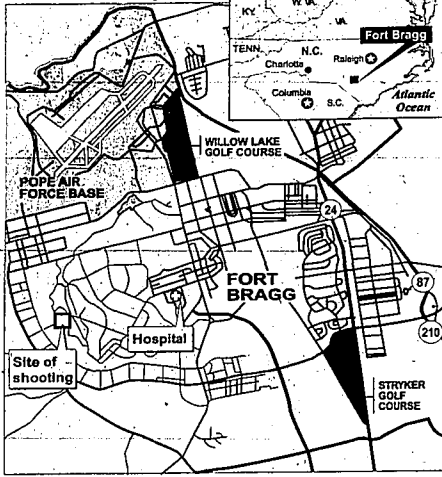 KY.
W. VA.
VA.
Fort Bragg
TENN.
N.C.
Raleigh
Charlotte
Columbia
S.C.
Atlantic
Ocean
WILLOW LAKE
GOLF COURSE
POPE AIR
FORCE BASE
24
FORT
BRAGG
87
210
Hospital
Site of
shooting
STRYKER
GOLF
COURSE